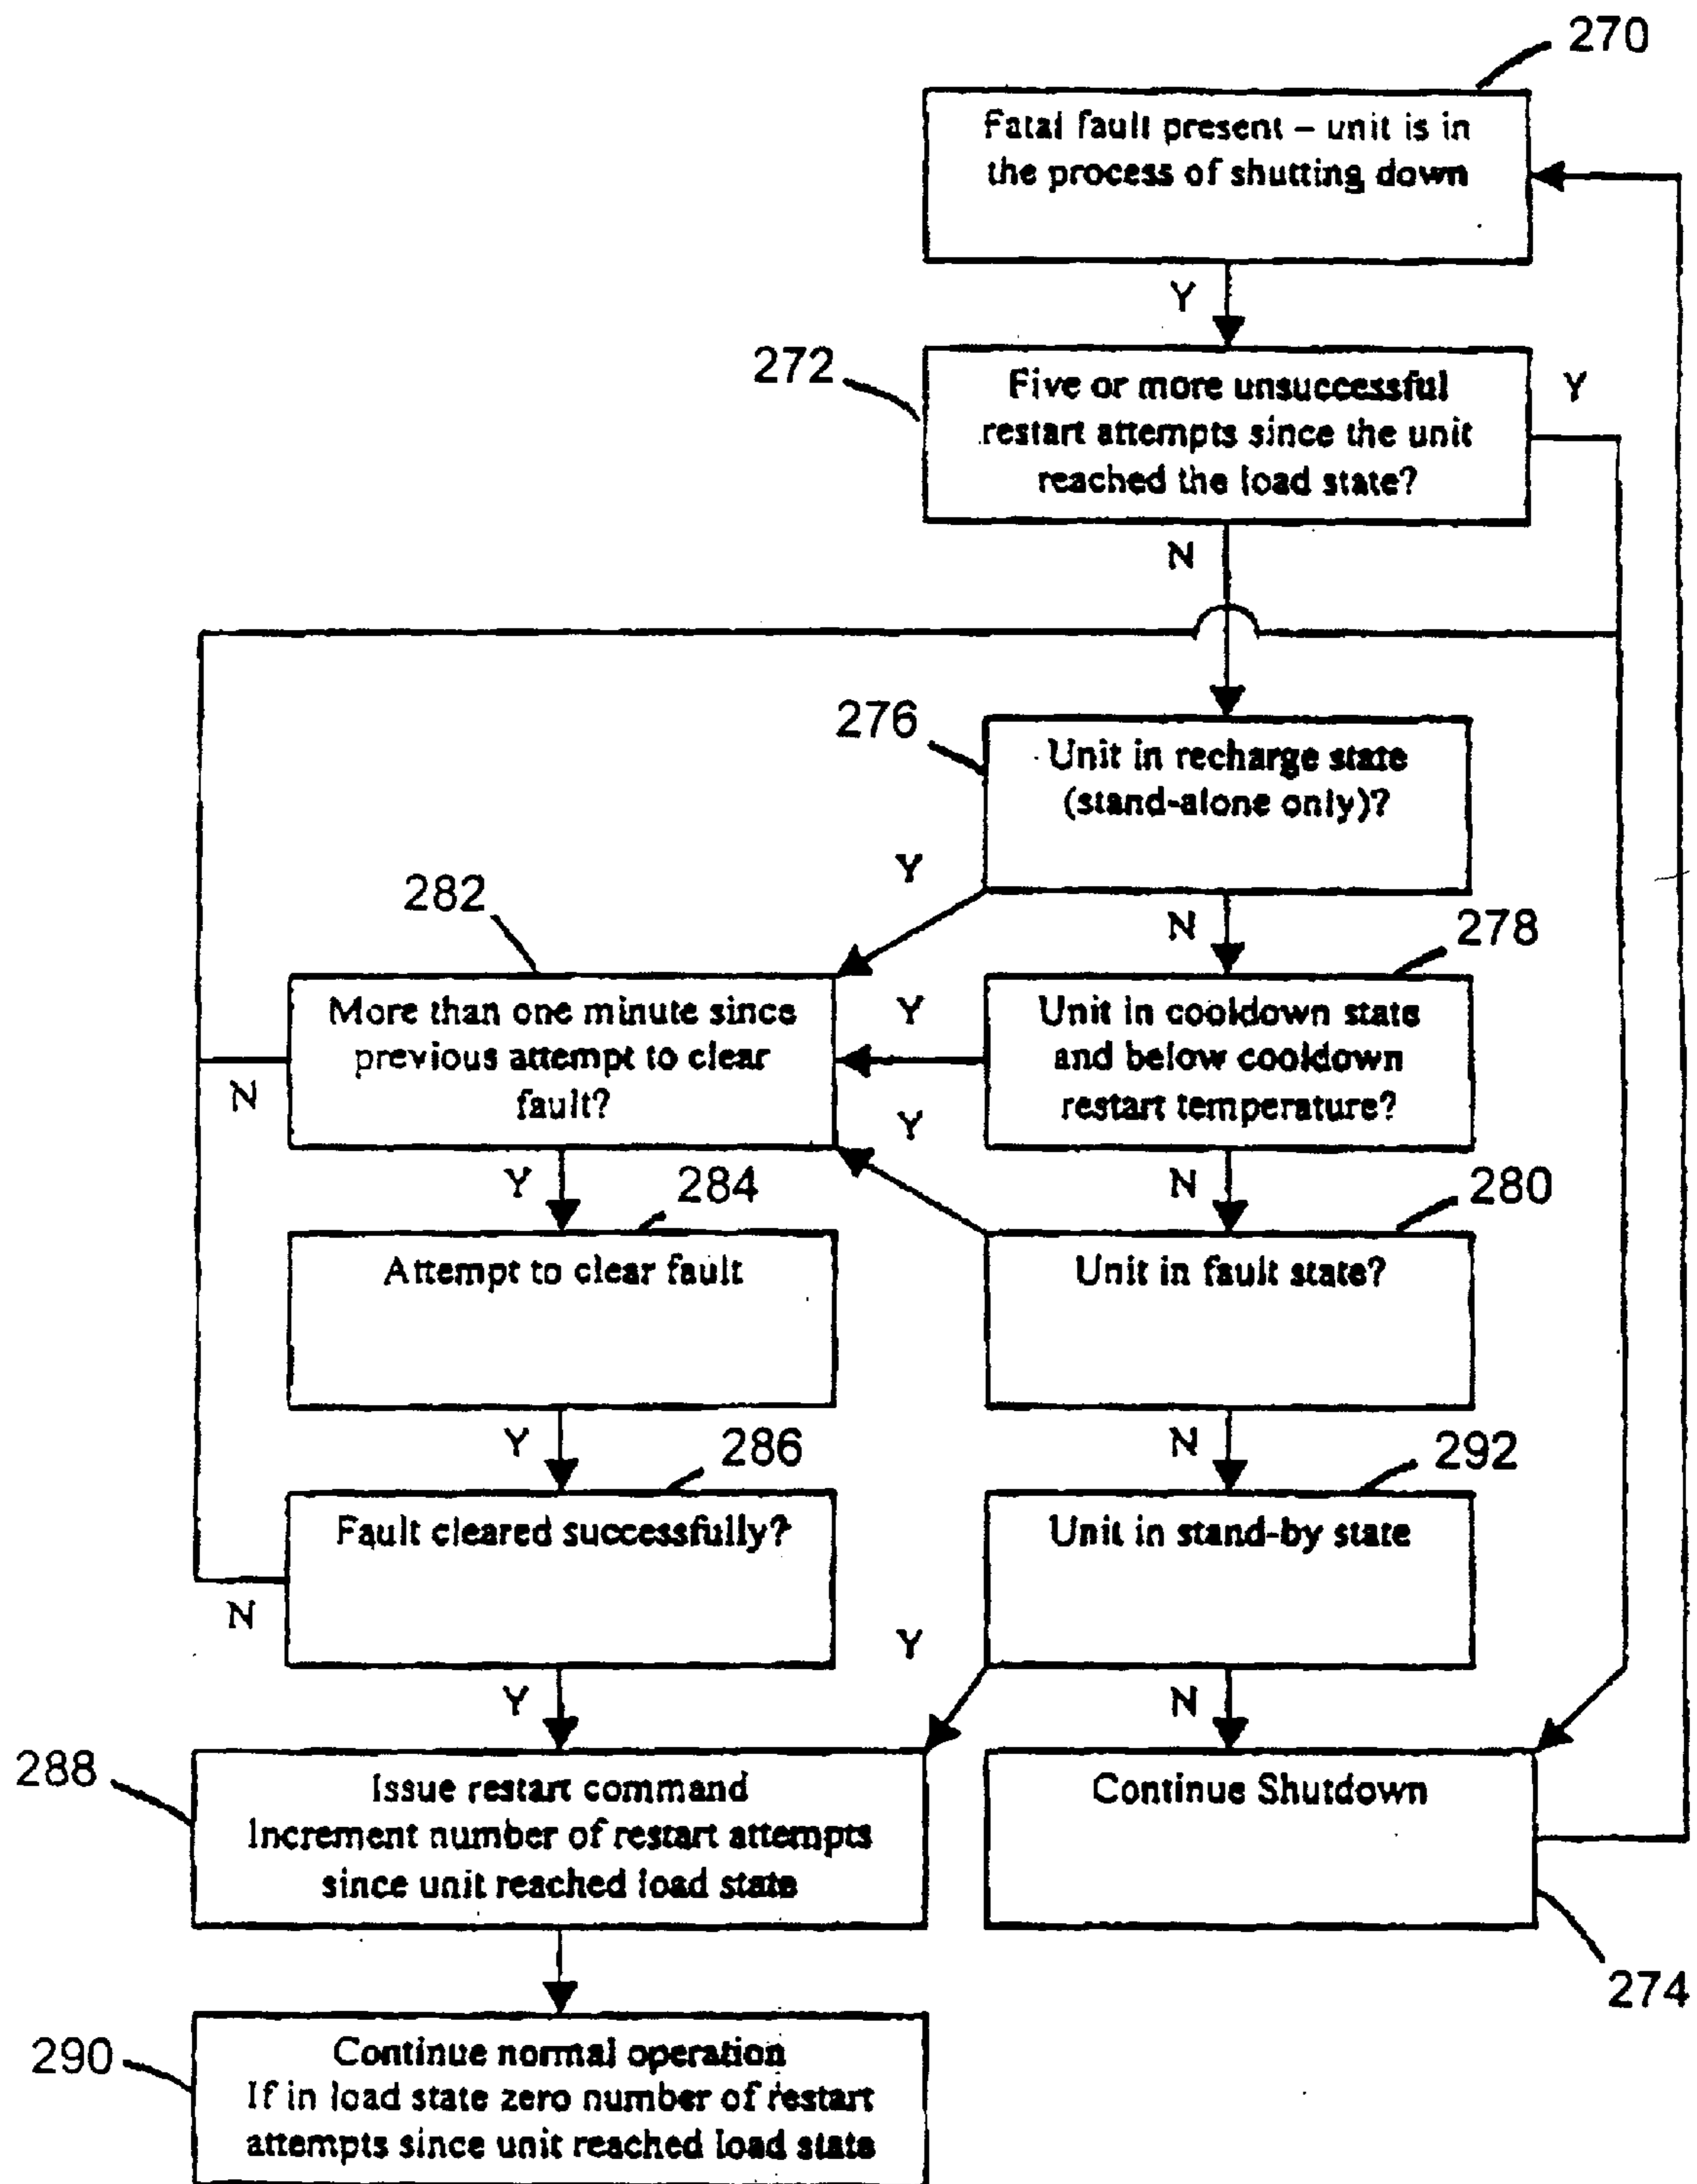 270
Fatal fault present – unit is in
the process of shutting down
Y
272
Five or more unsuccessful
restart attempts since the unit
reached the load state?
Y
N
276
Unit in recharge state
(stand-alone only)?
Y
282
N
278
More than one minute since
previous attempt to clear
fault?
Y
Unit in cooldown state
and below cooldown
restart temperature?
N
Y
Y
284
N
280
Attempt to clear fault
Unit in fault state?
Y
286
N
292
Fault cleared successfully?
Unit in stand-by state
N
Y
Y
N
288
Issue restart command
Increment number of restart attempts
since unit reached load state
Continue Shutdown
274
290
Continue normal operation
If in load state zero number of restart
attempts since unit reached load state